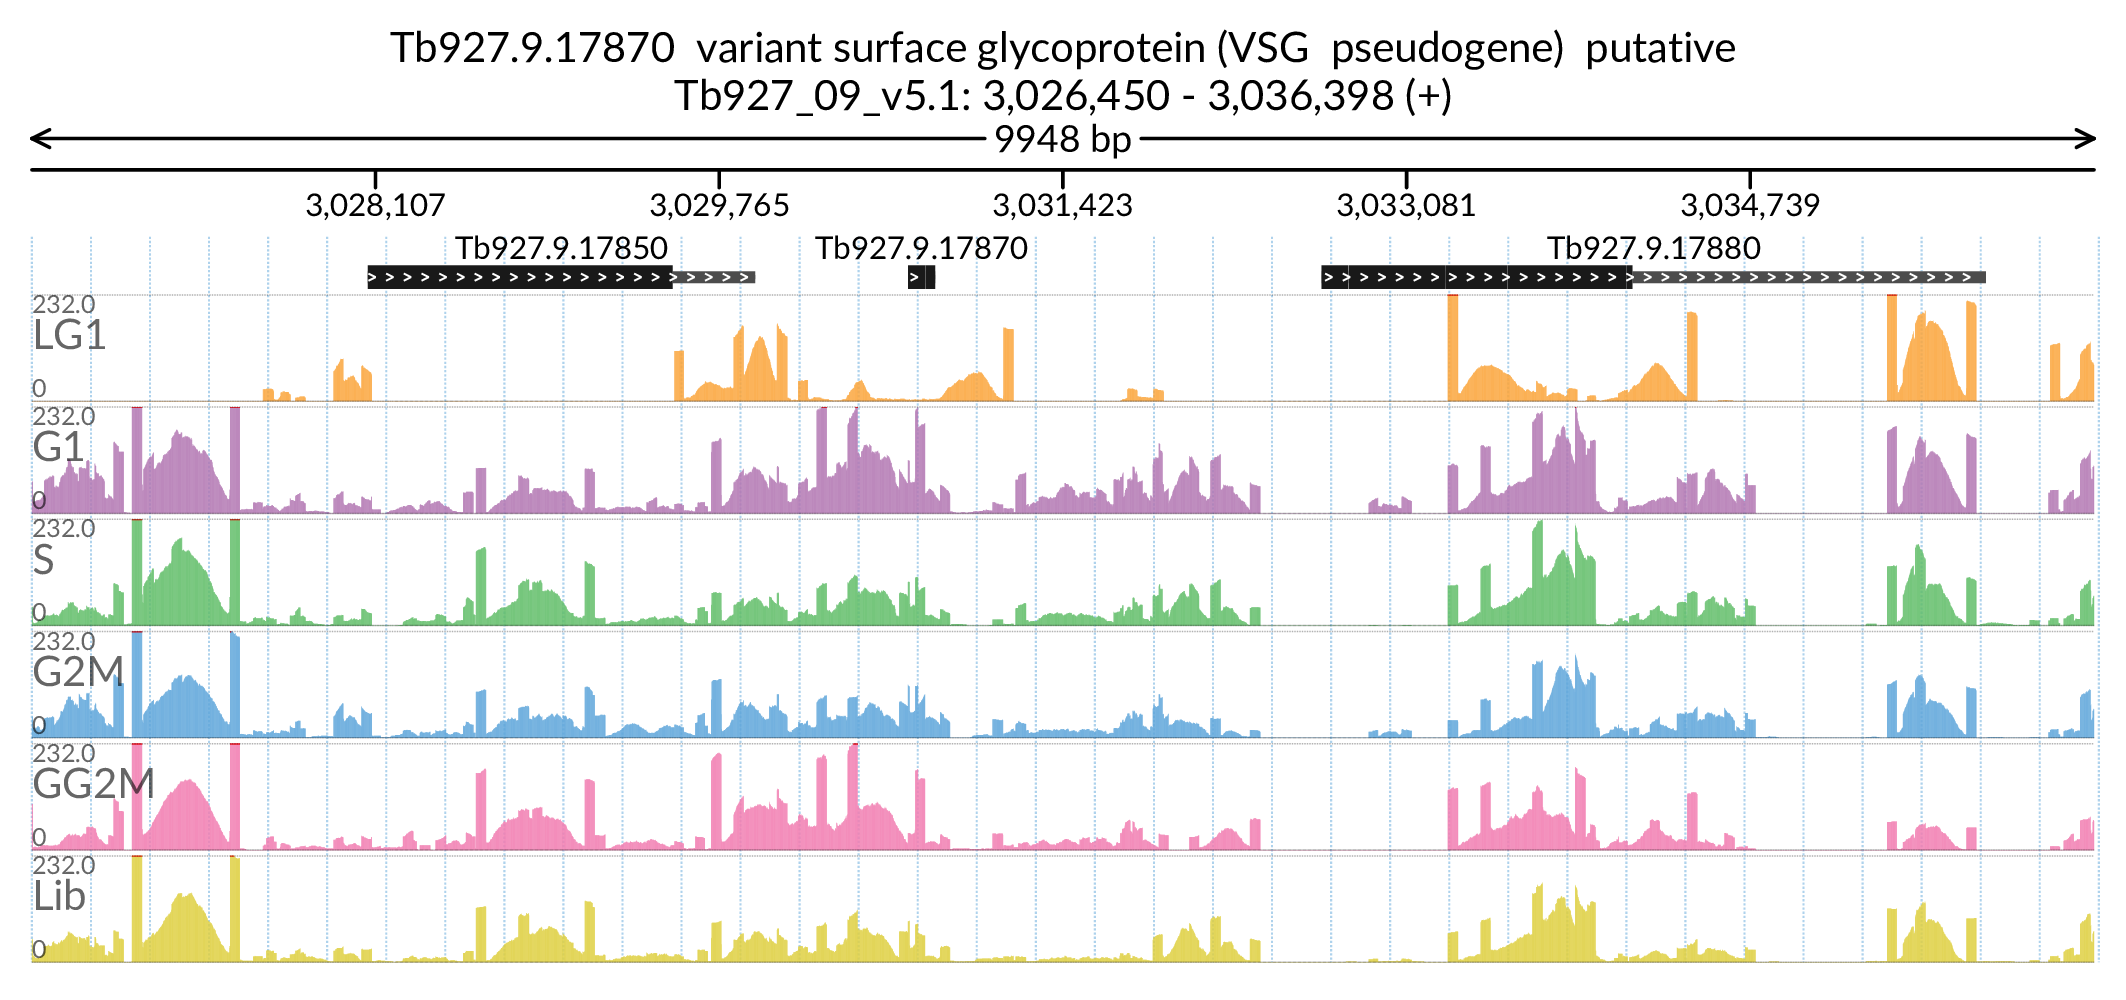 Tb927.9.17870  variant surface glycoprotein (VSG  pseudogene)  putative
Tb927_09_v5.1: 3,026,450 - 3,036,398 (+)
9948 bp
3,028,107 3,029,765 3,031,423 3,033,081 3,034,739
Tb927.9.17850 Tb927.9.17870 Tb927.9.17880
232.0
LG1
0
232.0
G1
0
232.0
S
0
232.0
G2M
0
232.0
GG2M
0
232.0
Lib
0